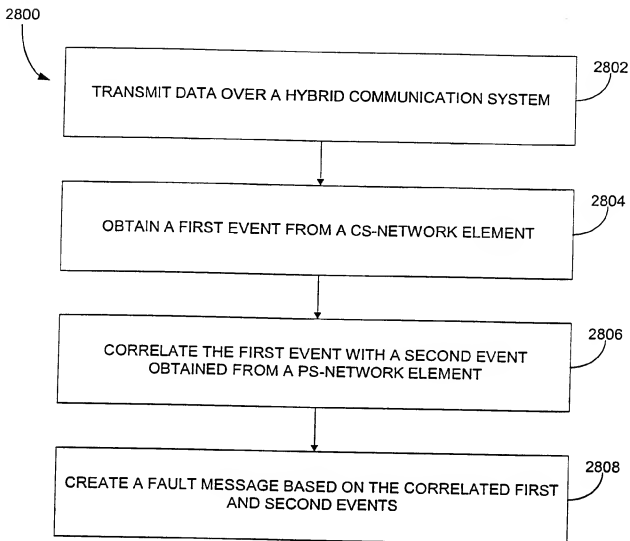 2800
2802
TRANSMIT DATA OVER A HYBRID COMMUNICATION SYSTEM
2804
OBTAIN A FIRST EVENT FROM A CS-NETWORK ELEMENT
2806
CORRELATE THE FIRST EVENT WITH A SECOND EVENT
OBTAINED FROM A PS-NETWORK ELEMENT
2808
CREATE A FAULT MESSAGE BASED ON THE CORRELATED FIRST
AND SECOND EVENTS